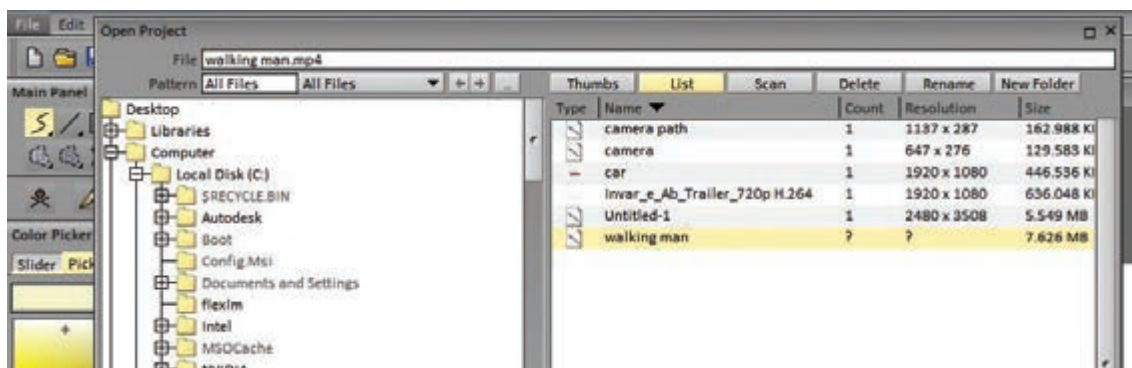 File Edit
Open Project
File walking man.mp4
Pattern All Files All Files
Thumbs List Scan Delete Rename New Folder
Main Panel
Type Name Count Resolution Size
Desktop
Libraries
Computer
Local Disk (C:)
$RECYCLE.BIN
Autodesk
Boot
Config.Msi
Documents and Settings
flexlm
Intel
MSOCache
camera path 1 1137 x 287 162.988 KI
camera 1 647 x 276 129.583 KI
car 1 1920 x 1080 446.536 KI
Invar_e_Ab_Trailer_720p H.264 1 1920 x 1080 636.048 KI
Untitled-1 1 2480 x 3508 5.549 MB
walking man ? ? 7.626 MB
Color Picker
Slider Pick